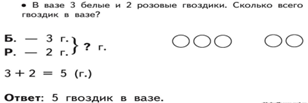 • В вазе 3 белые и 2 розовые гвоздики. Сколько всего
гвоздик в вазе?
Б. — 3 г.
Р. — 2 г. } ? г.
3 + 2 = 5 (г.)
Ответ: 5 гвоздик в вазе.